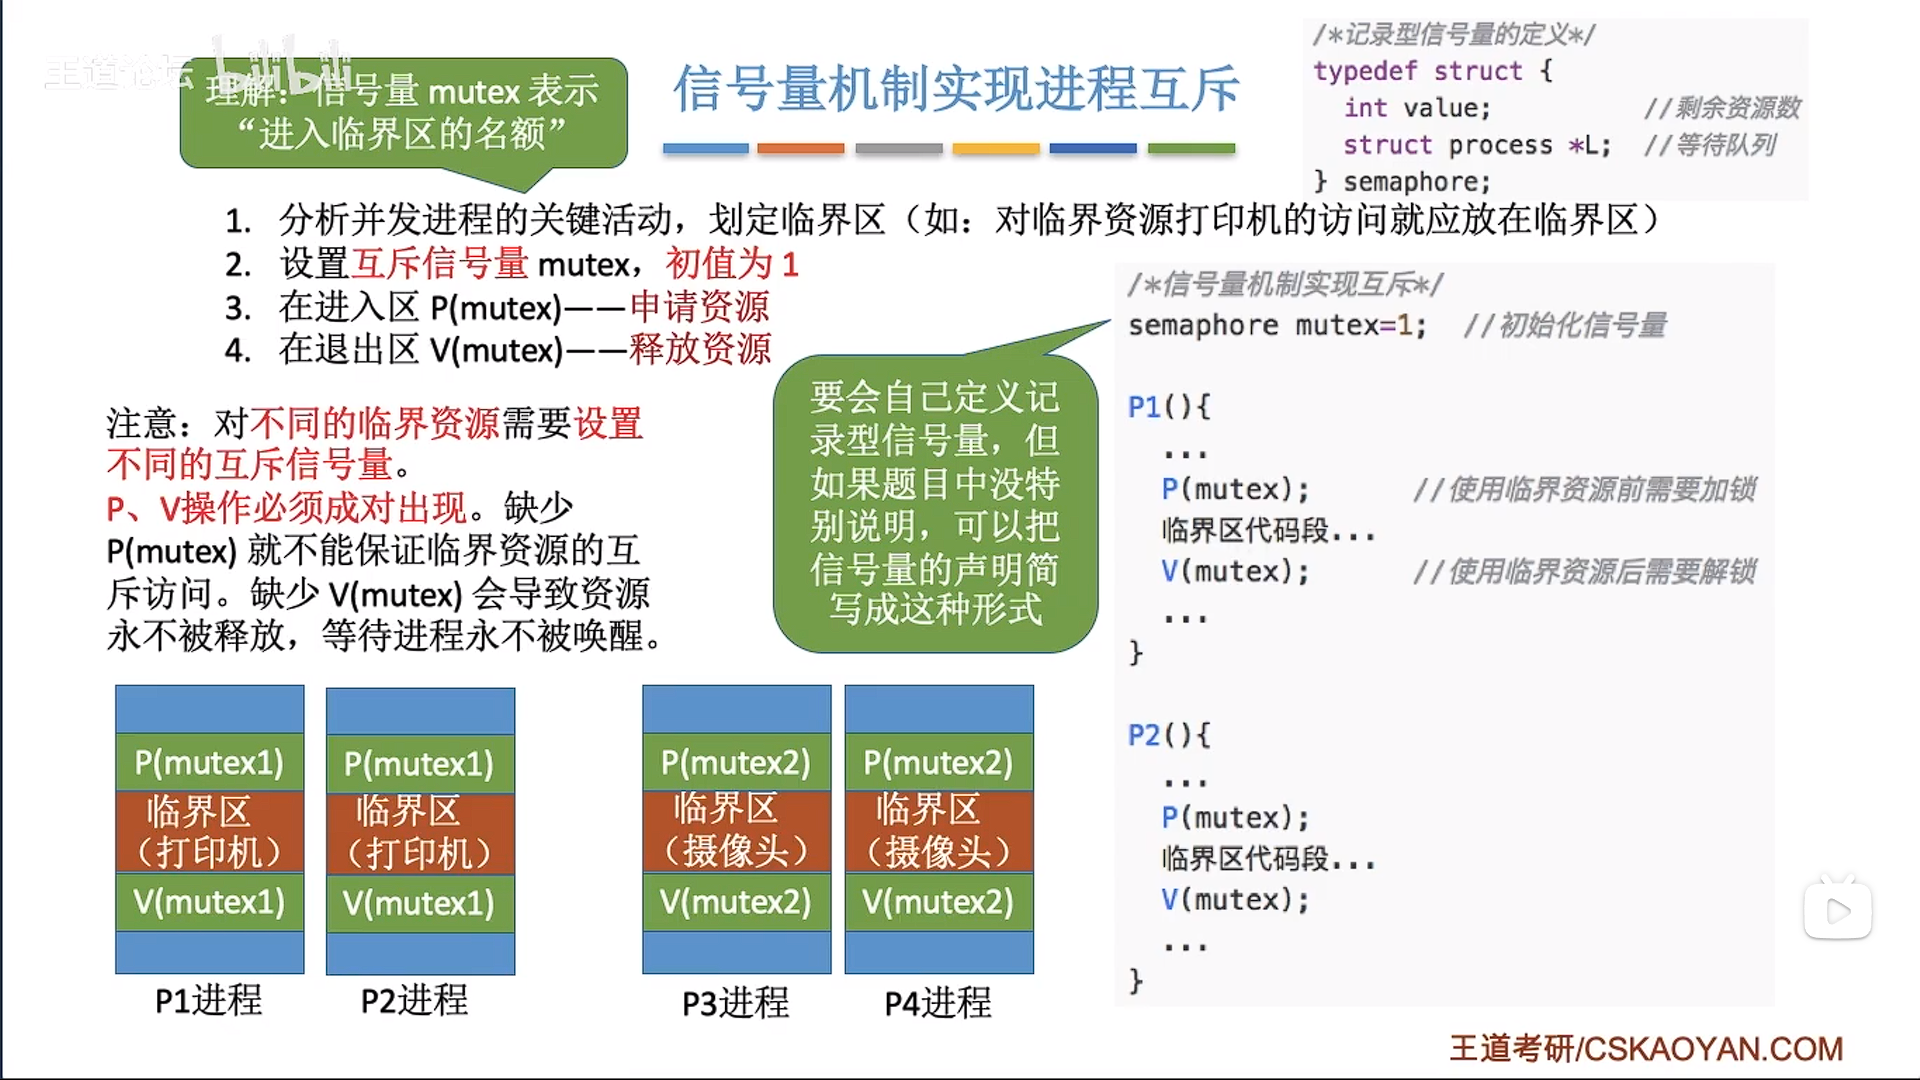 王道论坛 bilibili
理解：信号量 mutex 表示
“进入临界区的名额”
信号量机制实现进程互斥
/*记录型信号量的定义*/
typedef struct {
int value; //剩余资源数
struct process *L; //等待队列
} semaphore;
1. 分析并发进程的关键活动，划定临界区（如：对临界资源打印机的访问就应放在临界区）
2. 设置互斥信号量 mutex，初值为 1
3. 在进入区 P(mutex)——申请资源
4. 在退出区 V(mutex)——释放资源
注意：对不同的临界资源需要设置
不同的互斥信号量。
P、V操作必须成对出现。缺少
P(mutex) 就不能保证临界资源的互
斥访问。缺少 V(mutex) 会导致资源
永不被释放，等待进程永不被唤醒。
要会自己定义记
录型信号量，但
如果题目中没特
别说明，可以把
信号量的声明简
写成这种形式
/*信号量机制实现互斥*/
semaphore mutex=1; //初始化信号量
P1(){
...
P(mutex); //使用临界资源前需要加锁
临界区代码段...
V(mutex); //使用临界资源后需要解锁
...
}
P2(){
...
P(mutex);
临界区代码段...
V(mutex);
...
}
P(mutex1)
临界区
（打印机）
V(mutex1)
P1进程
P(mutex1)
临界区
（打印机）
V(mutex1)
P2进程
P(mutex2)
临界区
（摄像头）
V(mutex2)
P3进程
P(mutex2)
临界区
（摄像头）
V(mutex2)
P4进程
王道考研/CSKAOYAN.COM